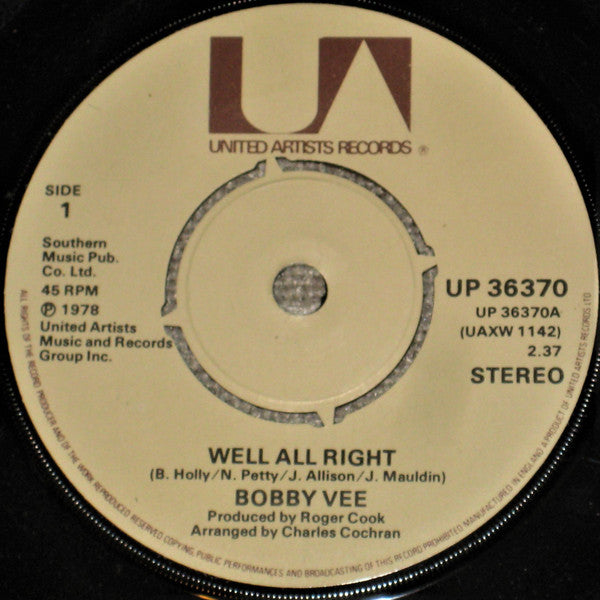 UA
UNITED ARTISTS RECORDS ®
SIDE
1
Southern
Music Pub.
Co. Ltd.
45 RPM
℗ 1978
United Artists
Music and Records
Group Inc.
UP 36370
UP 36370A
(UAXW 1142)
2.37
STEREO
WELL ALL RIGHT
(B. Holly/N. Petty/J. Allison/J. Mauldin)
BOBBY VEE
Produced by Roger Cook
Arranged by Charles Cochran
ALL RIGHTS OF THE RECORD PRODUCER AND OF THE WORK REPRODUCED RESERVED COPYING, PUBLIC PERFORMANCES AND BROADCASTING OF THIS RECORD PROHIBITED MANUFACTURED IN ENGLAND A PRODUCT OF UNITED ARTISTS RECORDS LTD